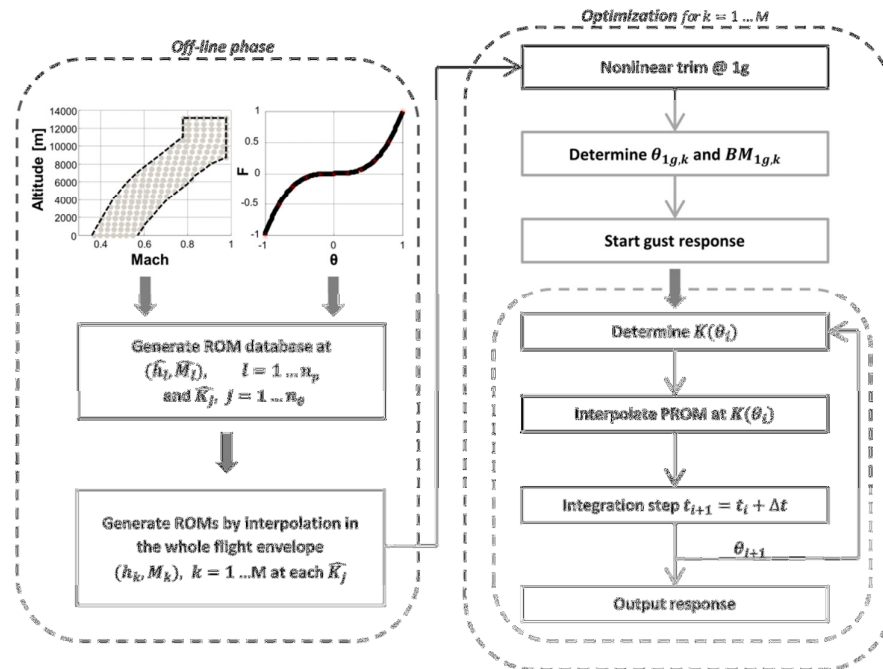 Off-line phase
14000
12000
10000
8000
6000
4000
2000
0
Altitude [m]
0.4 0.6 0.8 1
Mach
1
0.5
0
-0.5
-1
F
-1 0 1
θ
Generate ROM database at
(ĥ_l, M̂_l), l = 1 … n_p
and K̂_j, j = 1 … n_θ
Generate ROMs by interpolation in
the whole flight envelope
(h_k, M_k), k = 1 … M at each K̂_j
Optimization for k = 1 … M
Nonlinear trim @ 1g
Determine θ_{1g,k} and BM_{1g,k}
Start gust response
Determine K(θ_i)
Interpolate PROM at K(θ_i)
Integration step t_{i+1} = t_i + Δt
θ_{i+1}
Output response